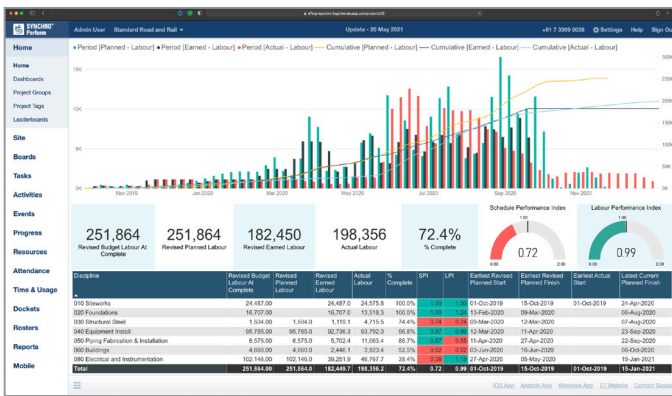 SYNCHRO
Perform
Admin User Standard Road and Rail
Update - 20 May 2021
+61 7 3369 0038 Settings Help Sign Ou
Home
Home
Dashboards
Project Groups
Project Tags
Leaderboards
Site
Boards
Tasks
Activities
Events
Progress
Resources
Attendance
Time & Usage
Dockets
Rosters
Reports
Mobile
Period [Planned - Labour] Period [Earned - Labour] Period [Actual - Labour] Cumulative [Planned - Labour] Cumulative [Earned - Labour] Cumulative [Actual - Labour]
15K
10K
5K
0K
300K
200K
150K
100K
50K
0K
Nov 2019 Jan 2020 Mar 2020 May 2020 Jul 2020 Sep 2020 Nov 2020
251,864
Revised Budget Labour At
Complete
251,864
Revised Planned Labour
182,450
Revised Earned Labour
198,356
Actual Labour
72.4%
% Complete
Schedule Performance Index
1.00
0.72
0.00 2.00
Labour Performance Index
1.00
0.99
0.00 2.00
Discipline Revised Budget Labour At Complete Revised Planned Labour Revised Earned Labour Actual Labour % Complete SPI LPI Earliest Revised Planned Start Earliest Revised Planned Finish Earliest Actual Start Latest Current Planned Finish
010 Siteworks 24,487.00 24,487.0 24,575.8 100.0% 1.00 1.00 01-Oct-2019 15-Oct-2019 01-Oct-2019 24-Apr-2020
020 Foundations 16,707.00 16,707.0 13,518.3 100.0% 1.00 1.24 13-Feb-2020 09-Mar-2020 06-Aug-2020
030 Structural Steel 1,504.00 1,504.0 1,119.1 4,715.5 74.4% 0.74 0.24 09-Mar-2020 12-Mar-2020 07-Aug-2020
040 Equipment Install 95,785.00 95,785.0 92,736.3 93,792.0 96.8% 0.97 0.99 12-Mar-2020 11-Apr-2020 22-Sep-2020
050 Piping Fabrication & Installation 6,575.00 6,575.0 5,702.4 11,063.4 86.7% 0.87 0.55 11-Apr-2020 27-Apr-2020 22-Sep-2020
060 Buildings 4,660.00 4,660.0 2,446.1 3,923.4 52.5% 0.52 0.62 03-Jun-2020 18-Jun-2020 06-Oct-2020
080 Electrical and Instrumentation 102,146.00 102,146.0 39,251.9 46,767.7 38.4% 27-Apr-2020 05-May-2020 15-Jan-2021
Total 251,864.00 251,864.0 182,449.7 198,356.2 72.4% 0.72 0.99 01-Oct-2019 15-Oct-2019 01-Oct-2019 15-Jan-2021
iOS App Android App Windows App Website Contact Suppo